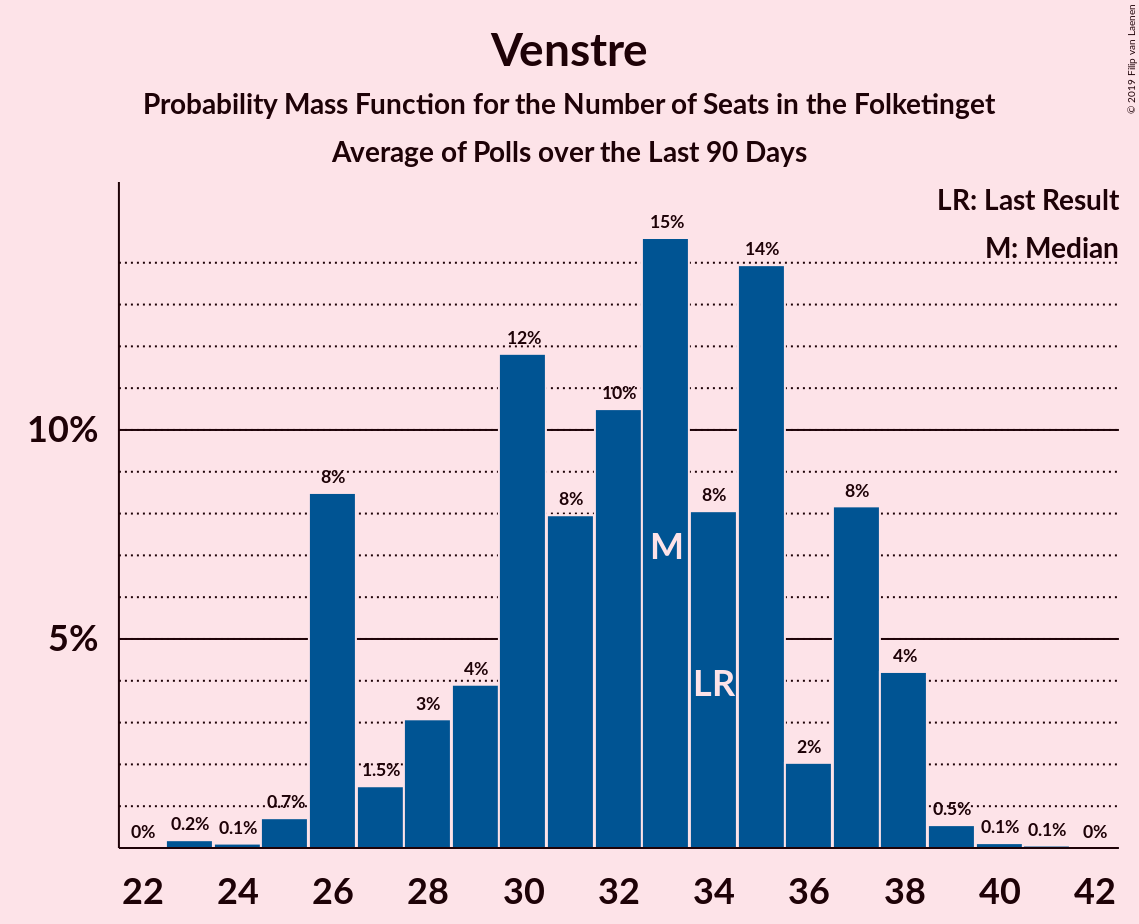 © 2019 Filip van Laenen
Venstre
Probability Mass Function for the Number of Seats in the Folketinget
Average of Polls over the Last 90 Days
LR: Last Result
M: Median
10%
5%
0%
0.2%
0.1%
0.7%
8%
1.5%
3%
4%
12%
8%
10%
15%
8%
14%
2%
8%
4%
0.5%
0.1%
0.1%
0%
M
LR
22 24 26 28 30 32 34 36 38 40 42